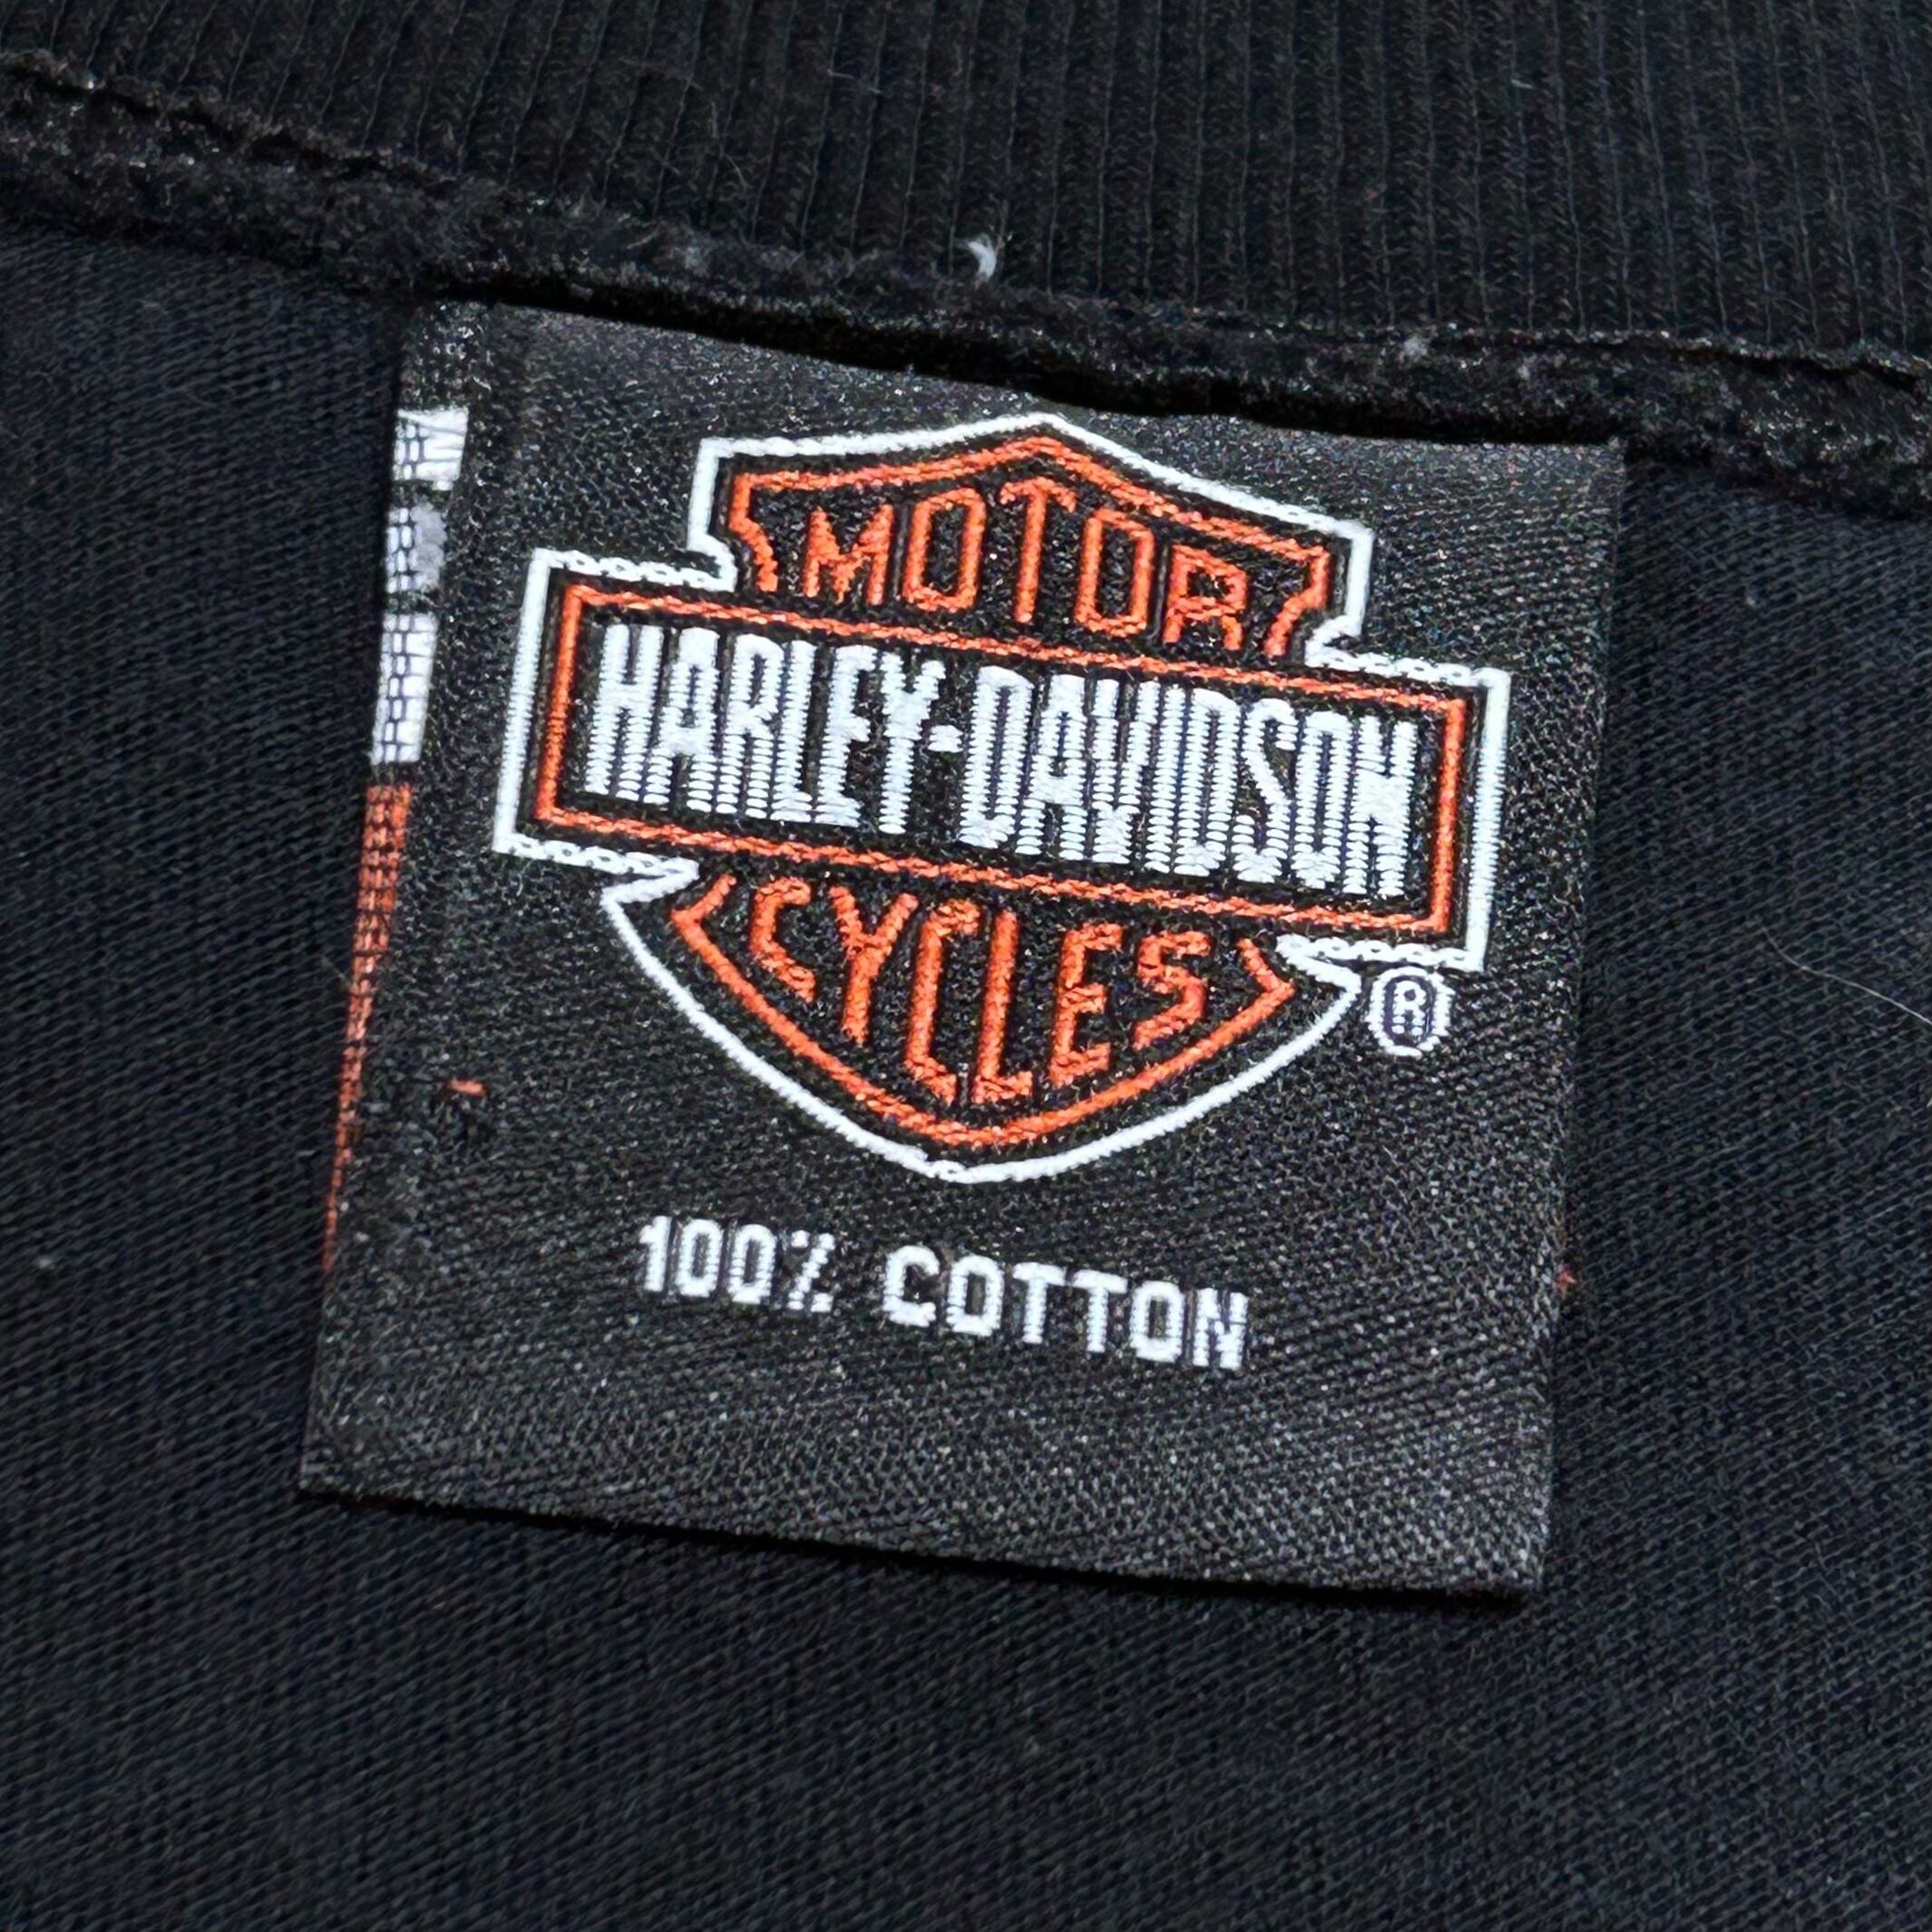 MOTOR
HARLEY-DAVIDSON
CYCLES
®
100% COTTON